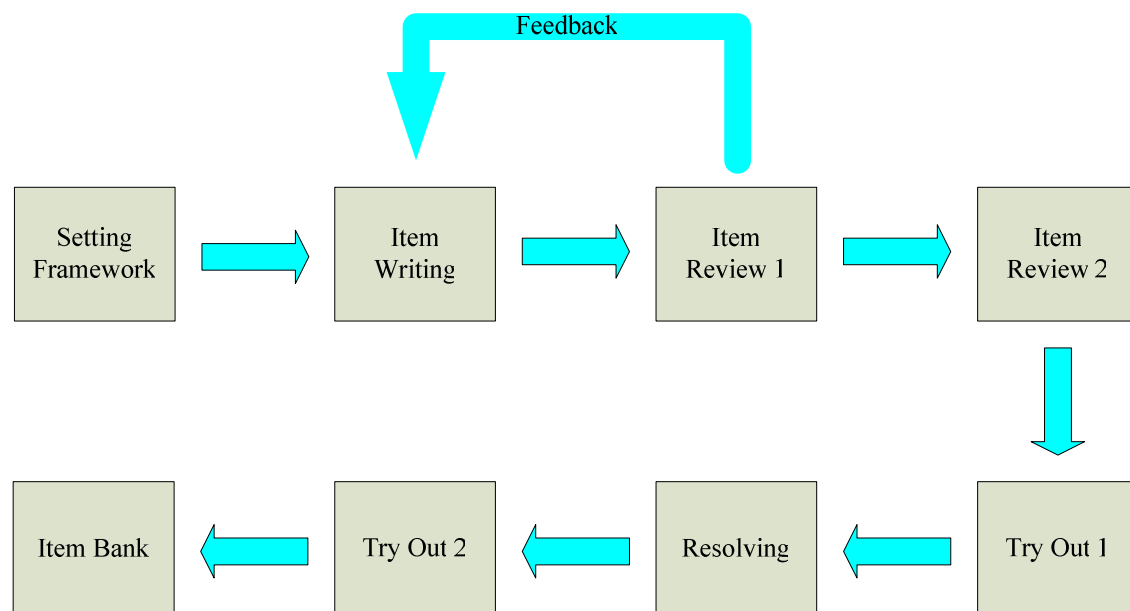 Feedback
Setting
Framework
Item
Writing
Item
Review 1
Item
Review 2
Item Bank
Try Out 2
Resolving
Try Out 1